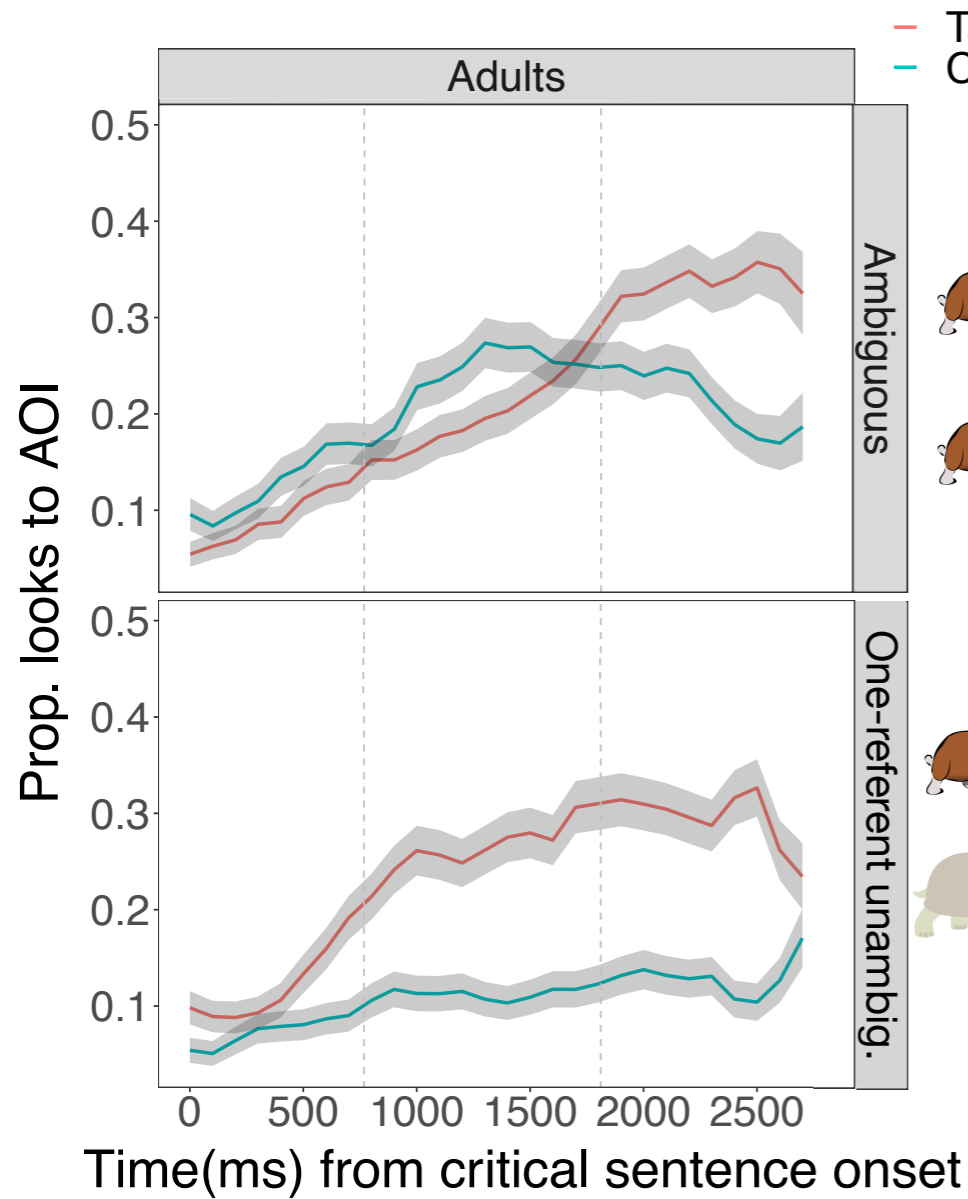 T
C
Adults
0.5
0.4
0.3
0.2
0.1
Ambiguous
0.5
0.4
0.3
0.2
0.1
One-referent unambig.
Prop. looks to AOI
0 500 1000 1500 2000 2500
Time(ms) from critical sentence onset